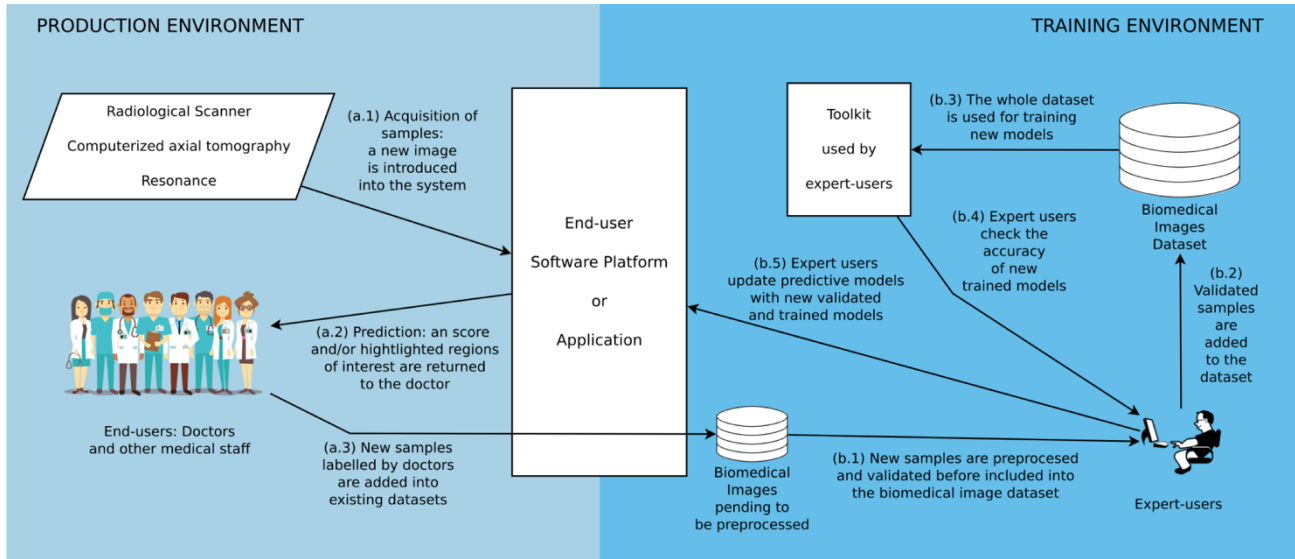 PRODUCTION ENVIRONMENT
TRAINING ENVIRONMENT
Radiological Scanner
Computerized axial tomography
Resonance
(a.1) Acquisition of
samples:
a new image
is introduced
into the system
End-user
Software Platform
or
Application
(a.2) Prediction: an score
and/or hightlighted regions
of interest are returned
to the doctor
End-users: Doctors
and other medical staff
(a.3) New samples
labelled by doctors
are added into
existing datasets
Biomedical
Images
pending to
be preprocessed
(b.1) New samples are preprocesed
and validated before included into
the biomedical image dataset
Expert-users
(b.2)
Validated
samples
are
added
to the
dataset
Biomedical
Images
Dataset
(b.3) The whole dataset
is used for training
new models
Toolkit
used by
expert-users
(b.4) Expert users
check the
accuracy
of new
trained models
(b.5) Expert users
update predictive models
with new validated
and trained models